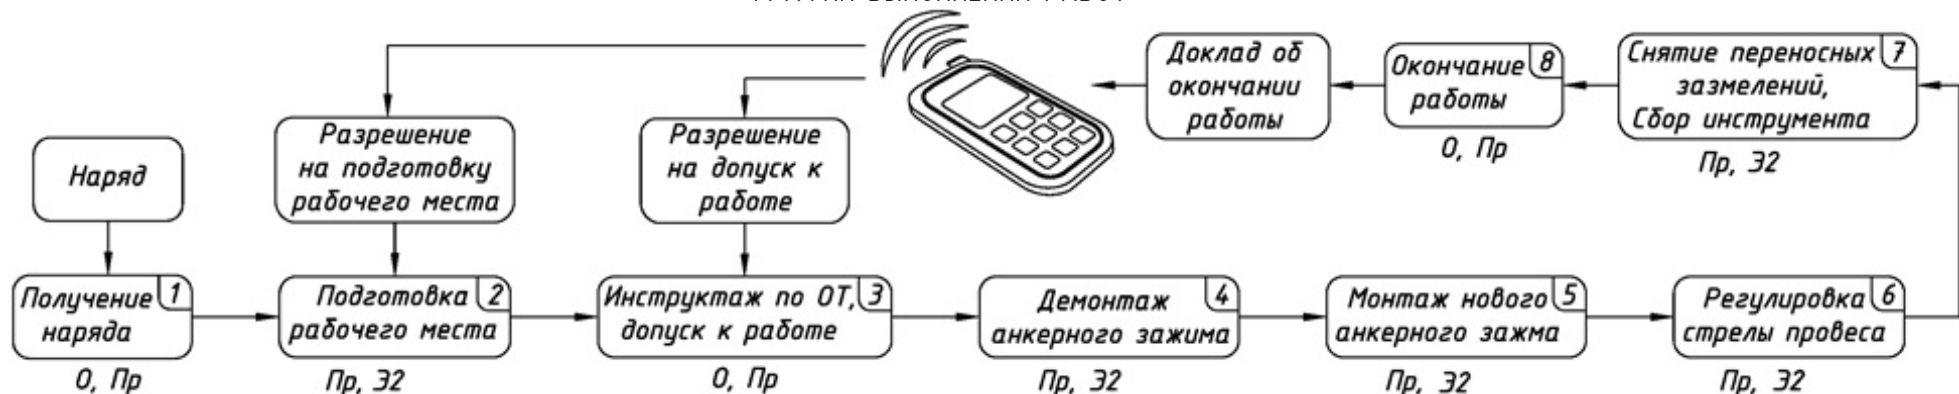 Наряд
Получение 1
наряда
О, Пр
Разрешение
на подготовку
рабочего места
Подготовка 2
рабочего места
Пр, Э2
Разрешение
на допуск к
работе
Инструктаж по ОТ, 3
допуск к работе
О, Пр
Демонтаж 4
анкерного зажима
Пр, Э2
Монтаж нового 5
анкерного зажма
Пр, Э2
Регулировка 6
стрелы провеса
Пр, Э2
Снятие переносных 7
зазмелений,
Сбор инструмента
Пр, Э2
Окончание 8
работы
О, Пр
Доклад об
окончании
работы